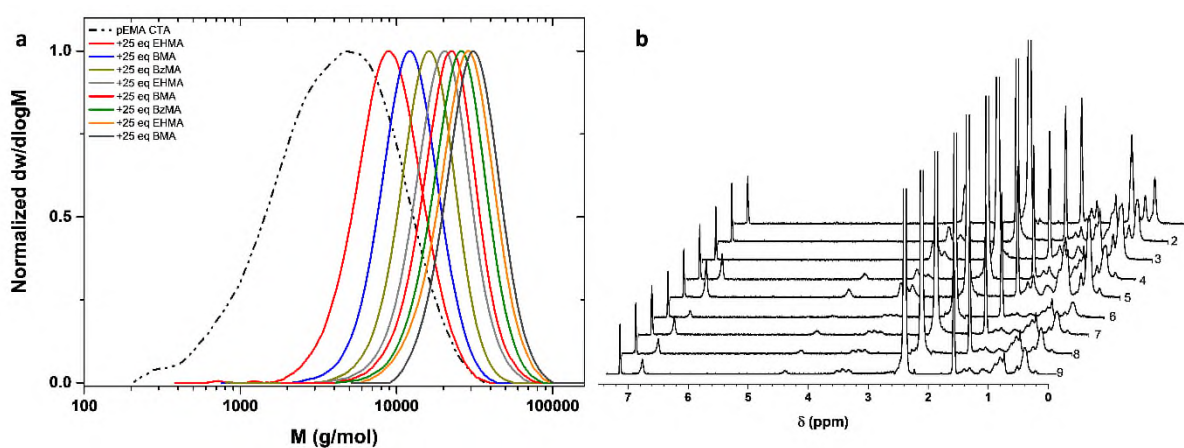 a
pEMA CTA
+25 eq EHMA
+25 eq BMA
+25 eq BzMA
+25 eq EHMA
+25 eq BMA
+25 eq BzMA
+25 eq EHMA
+25 eq BMA
1.0
0.5
0.0
Normalized dw/dlogM
100
1000
10000
100000
M (g/mol)
b
2
3
4
5
6
7
8
9
7
6
5
4
3
2
1
0
δ (ppm)